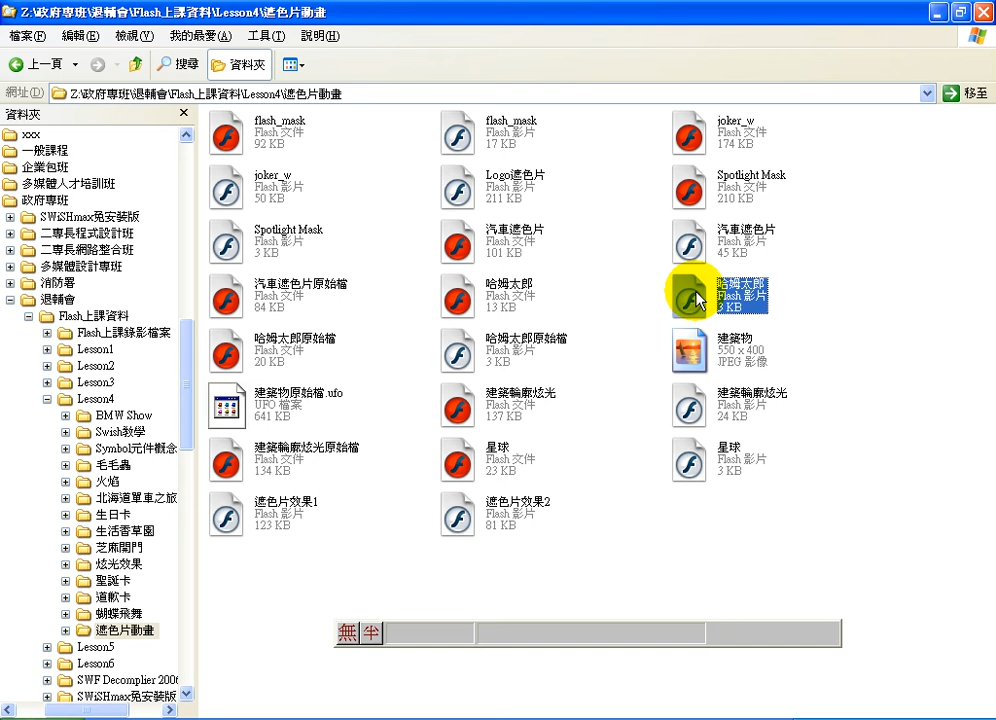 Z:\政府專班\退輔會\Flash上課資料\Lesson4\遮色片動畫
檔案(F) 編輯(E) 檢視(V) 我的最愛(A) 工具(T) 說明(H)
上一頁 搜尋 資料夾
網址(D) Z:\政府專班\退輔會\Flash上課資料\Lesson4\遮色片動畫 移至
資料夾
xxx
一般課程
企業包班
多媒體人才培訓班
政府專班
SWiSHmax免安裝版
二專長程式設計班
二專長網路整合班
多媒體設計專班
消防署
退輔會
Flash上課資料
Flash上課錄影檔案
Lesson1
Lesson2
Lesson3
Lesson4
BMW Show
Swish教學
Symbol元件概念
毛毛蟲
火焰
北海道單車之旅
生日卡
生活香草園
芝麻開門
炫光效果
聖誕卡
道歉卡
蝴蝶飛舞
遮色片動畫
Lesson5
Lesson6
SWF Decomplier 2006
SWiSHmax免安裝版
flash_mask
Flash 文件
92 KB
flash_mask
Flash 影片
17 KB
joker_w
Flash 文件
174 KB
joker_w
Flash 影片
50 KB
Logo遮色片
Flash 影片
211 KB
Spotlight Mask
Flash 文件
210 KB
Spotlight Mask
Flash 影片
3 KB
汽車遮色片
Flash 文件
101 KB
汽車遮色片
Flash 影片
45 KB
汽車遮色片原始檔
Flash 文件
84 KB
哈姆太郎
Flash 文件
13 KB
哈姆太郎
Flash 影片
3 KB
哈姆太郎原始檔
Flash 文件
20 KB
哈姆太郎原始檔
Flash 影片
3 KB
建築物
550 x 400
JPEG 影像
建築物原始檔.ufo
UFO 檔案
641 KB
建築輪廓炫光
Flash 文件
137 KB
建築輪廓炫光
Flash 影片
24 KB
建築輪廓炫光原始檔
Flash 文件
134 KB
星球
Flash 文件
23 KB
星球
Flash 影片
3 KB
遮色片效果1
Flash 影片
123 KB
遮色片效果2
Flash 影片
81 KB
無 半